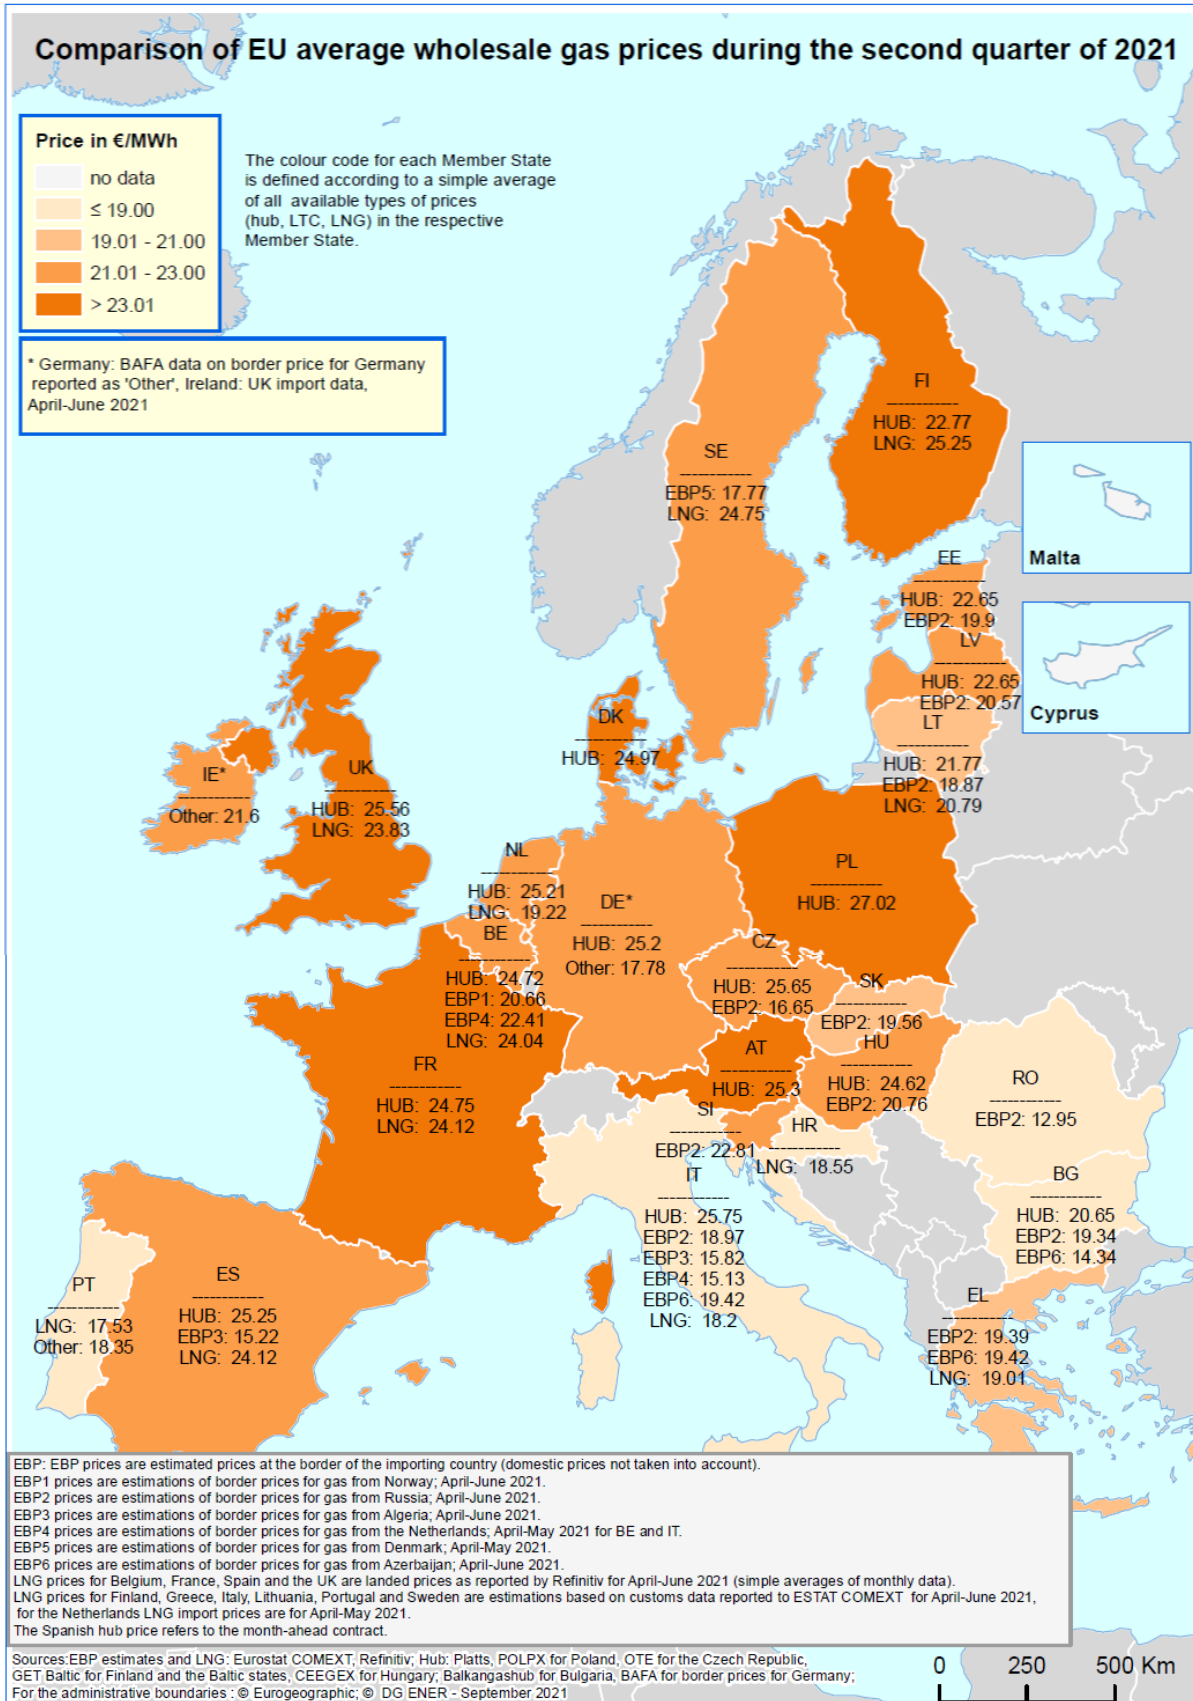 Comparison of EU average wholesale gas prices during the second quarter of 2021
Price in €/MWh
no data
≤ 19.00
19.01 - 21.00
21.01 - 23.00
> 23.01
The colour code for each Member State
is defined according to a simple average
of all available types of prices
(hub, LTC, LNG) in the respective
Member State.
* Germany: BAFA data on border price for Germany
reported as 'Other', Ireland: UK import data,
April-June 2021
FI
------------
HUB: 22.77
LNG: 25.25
SE
------------
EBP5: 17.77
LNG: 24.75
Malta
EE
------------
HUB: 22.65
EBP2: 19.9
LV
------------
HUB: 22.65
EBP2: 20.57
Cyprus
LT
------------
HUB: 21.77
EBP2: 18.87
LNG: 20.79
DK
------------
HUB: 24.97
IE*
------------
Other: 21.6
UK
------------
HUB: 25.56
LNG: 23.83
NL
------------
HUB: 25.21
LNG: 19.22
BE
------------
HUB: 24.72
EBP1: 20.66
EBP4: 22.41
LNG: 24.04
DE*
------------
HUB: 25.2
Other: 17.78
PL
------------
HUB: 27.02
CZ
------------
HUB: 25.65
EBP2: 16.65
SK
------------
EBP2: 19.56
HU
------------
HUB: 24.62
EBP2: 20.76
AT
------------
HUB: 25.3
FR
------------
HUB: 24.75
LNG: 24.12
SI
------------
EBP2: 22.81
HR
------------
LNG: 18.55
RO
------------
EBP2: 12.95
BG
------------
HUB: 20.65
EBP2: 19.34
EBP6: 14.34
IT
------------
HUB: 25.75
EBP2: 18.97
EBP3: 15.82
EBP4: 15.13
EBP6: 19.42
LNG: 18.2
PT
------------
LNG: 17.53
Other: 18.35
ES
------------
HUB: 25.25
EBP3: 15.22
LNG: 24.12
EL
------------
EBP2: 19.39
EBP6: 19.42
LNG: 19.01
EBP: EBP prices are estimated prices at the border of the importing country (domestic prices not taken into account).
EBP1 prices are estimations of border prices for gas from Norway; April-June 2021.
EBP2 prices are estimations of border prices for gas from Russia; April-June 2021.
EBP3 prices are estimations of border prices for gas from Algeria; April-June 2021.
EBP4 prices are estimations of border prices for gas from the Netherlands; April-May 2021 for BE and IT.
EBP5 prices are estimations of border prices for gas from Denmark; April-May 2021.
EBP6 prices are estimations of border prices for gas from Azerbaijan; April-June 2021.
LNG prices for Belgium, France, Spain and the UK are landed prices as reported by Refinitiv for April-June 2021 (simple averages of monthly data).
LNG prices for Finland, Greece, Italy, Lithuania, Portugal and Sweden are estimations based on customs data reported to ESTAT COMEXT for April-June 2021,
for the Netherlands LNG import prices are for April-May 2021.
The Spanish hub price refers to the month-ahead contract.
Sources:EBP estimates and LNG: Eurostat COMEXT, Refinitiv; Hub: Platts, POLPX for Poland, OTE for the Czech Republic,
GET Baltic for Finland and the Baltic states, CEEGEX for Hungary; Balkangashub for Bulgaria, BAFA for border prices for Germany;
For the administrative boundaries : © Eurogeographic; © DG ENER - September 2021
0 250 500 Km